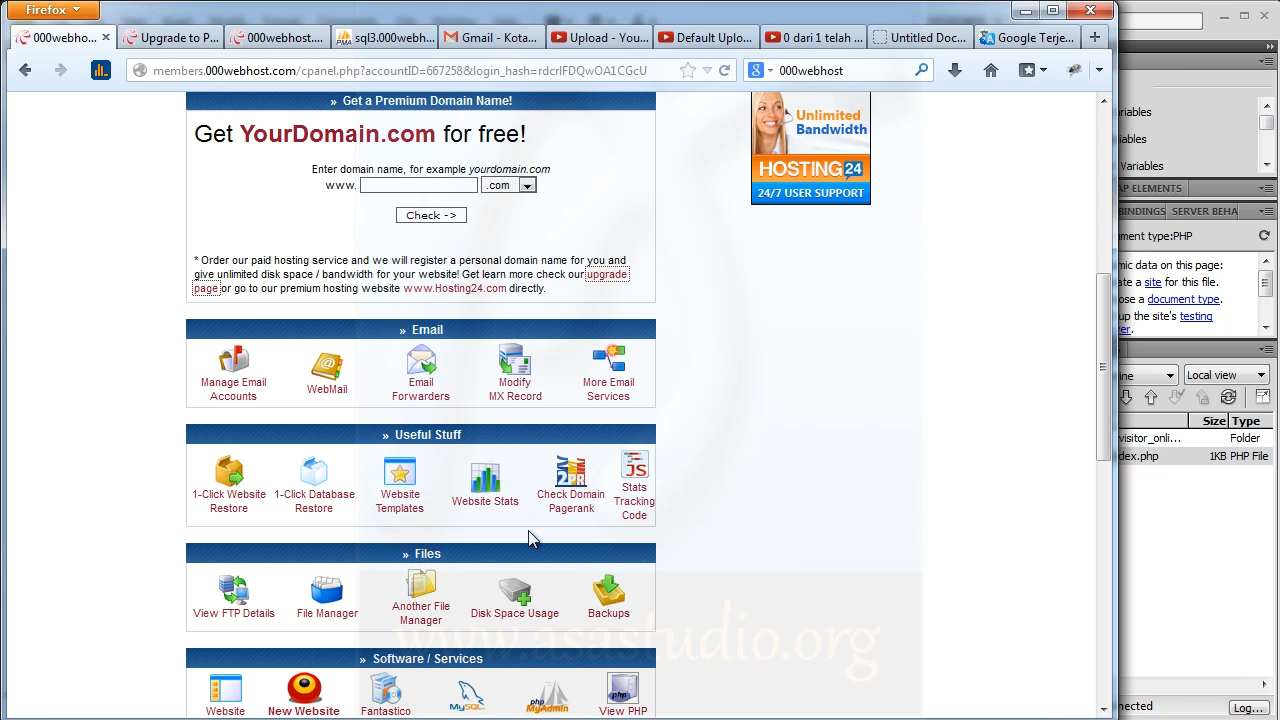 Firefox
000webho...
Upgrade to P...
000webhost....
sql3.000webh...
Gmail - Kota...
Upload - You...
Default Uplo...
0 dari 1 telah ...
Untitled Doc...
Google Terje...
members.000webhost.com/cpanel.php?accountID=667258&login_hash=rdcrIFDQwOA1CGcU
000webhost
» Get a Premium Domain Name!
Get YourDomain.com for free!
Enter domain name, for example yourdomain.com
www. .com
Check ->
* Order our paid hosting service and we will register a personal domain name for you and
give unlimited disk space / bandwidth for your website! Get learn more check our upgrade
page or go to our premium hosting website www.Hosting24.com directly.
Unlimited
Bandwidth
HOSTING 24
24/7 USER SUPPORT
» Email
Manage Email
Accounts
WebMail
Email
Forwarders
Modify
MX Record
More Email
Services
» Useful Stuff
1-Click Website
Restore
1-Click Database
Restore
Website
Templates
Website Stats
Check Domain
Pagerank
Stats
Tracking
Code
» Files
View FTP Details
File Manager
Another File
Manager
Disk Space Usage
Backups
www.asastudio.org
» Software / Services
Website
New Website
Fantastico
MySQL
php
MyAdmin
php
View PHP
ariables
iables
Variables
AP ELEMENTS
BINDINGS SERVER BEHA
ument type:PHP
mic data on this page:
ate a site for this file.
ose a document type.
up the site's testing
ver.
ine
Local view
Size Type
visitor_onli... Folder
dex.php 1KB PHP File
nected
Log...